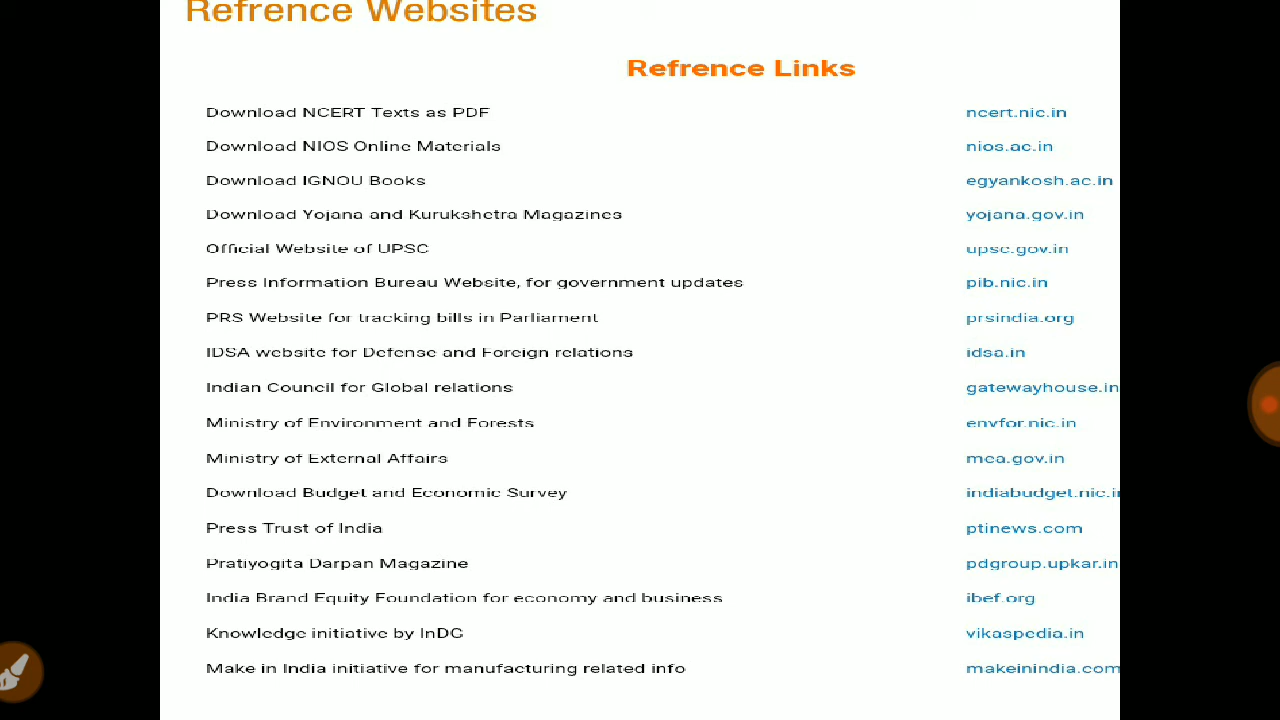 Refrence Websites
Refrence Links
Download NCERT Texts as PDF ncert.nic.in
Download NIOS Online Materials nios.ac.in
Download IGNOU Books egyankosh.ac.in
Download Yojana and Kurukshetra Magazines yojana.gov.in
Official Website of UPSC upsc.gov.in
Press Information Bureau Website, for government updates pib.nic.in
PRS Website for tracking bills in Parliament prsindia.org
IDSA website for Defense and Foreign relations idsa.in
Indian Council for Global relations gatewayhouse.in
Ministry of Environment and Forests envfor.nic.in
Ministry of External Affairs mea.gov.in
Download Budget and Economic Survey indiabudget.nic.in
Press Trust of India ptinews.com
Pratiyogita Darpan Magazine pdgroup.upkar.in
India Brand Equity Foundation for economy and business ibef.org
Knowledge initiative by InDG vikaspedia.in
Make in India initiative for manufacturing related info makeinindia.com